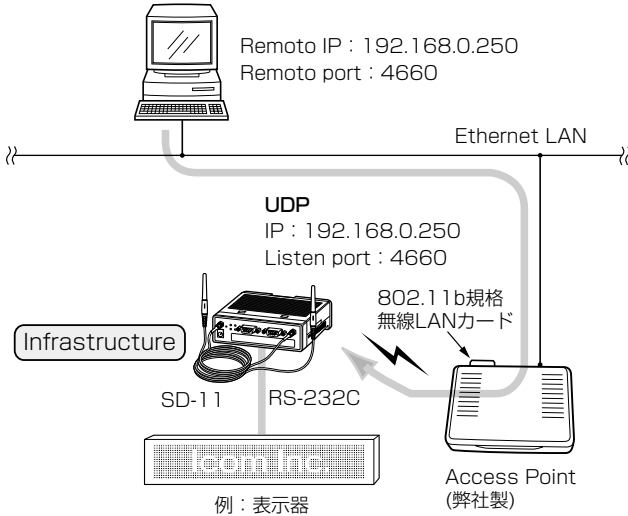 Remoto IP：192.168.0.250
Remoto port：4660
Ethernet LAN
UDP
IP：192.168.0.250
Listen port：4660
802.11b規格
無線LANカード
Infrastructure
SD-11
RS-232C
Icom Inc.
例：表示器
Access Point
(弊社製)